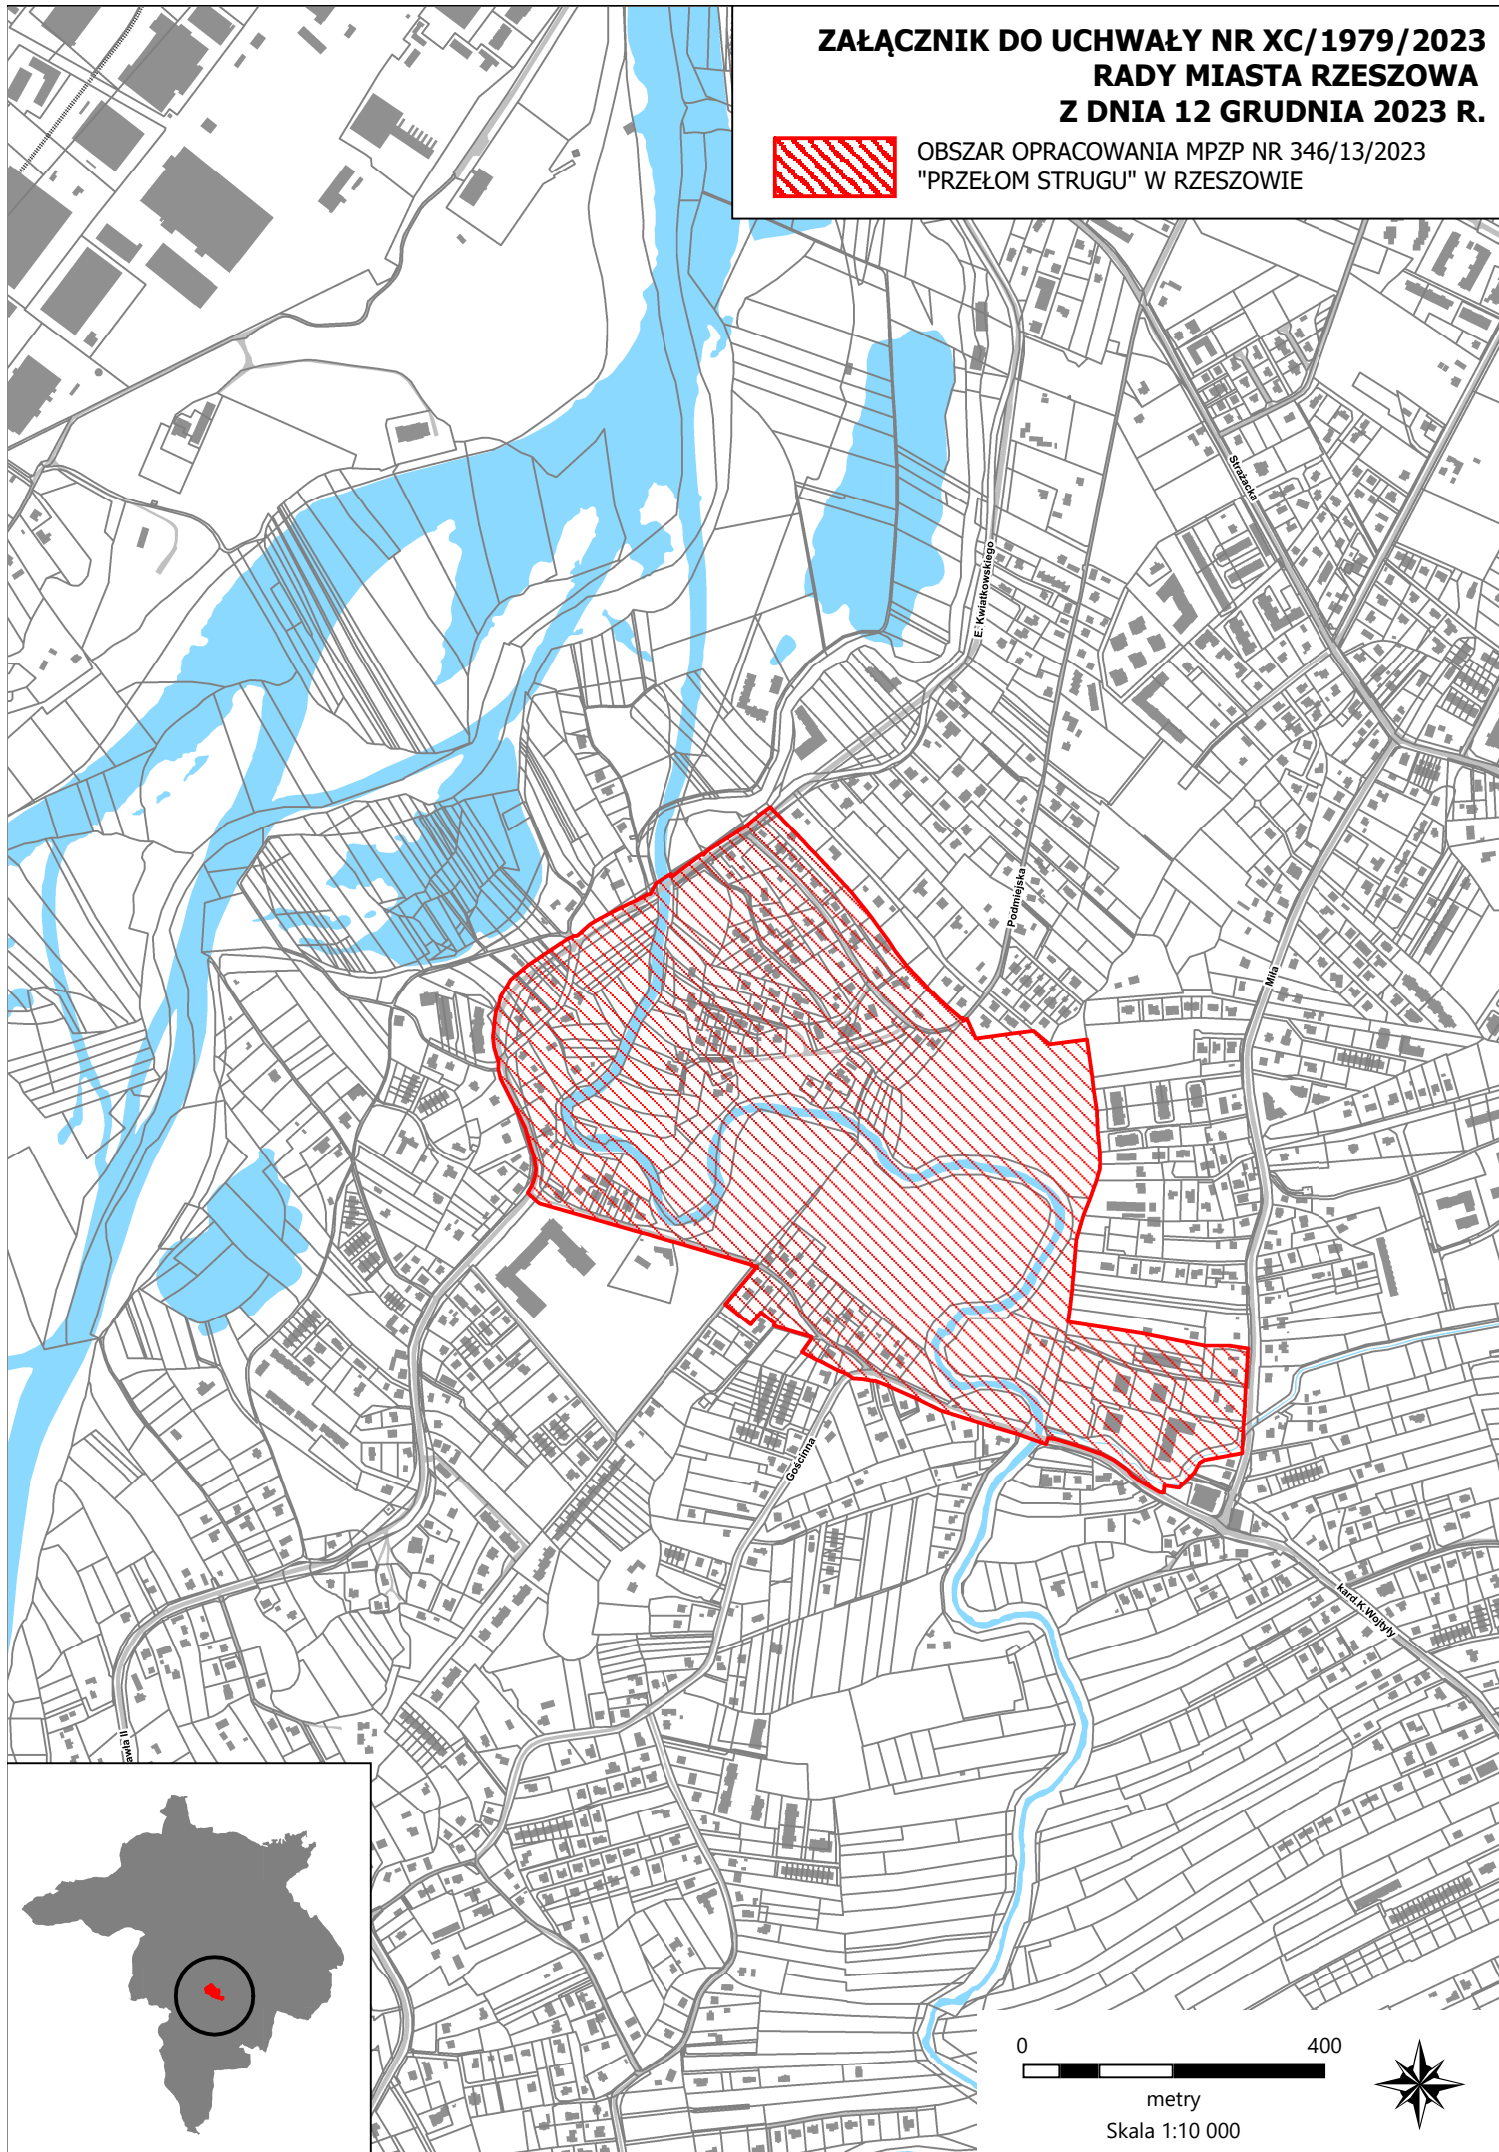 ZAŁĄCZNIK DO UCHWAŁY NR XC/1979/2023
RADY MIASTA RZESZOWA
Z DNIA 12 GRUDNIA 2023 R.
OBSZAR OPRACOWANIA MPZP NR 346/13/2023
"PRZEŁOM STRUGU" W RZESZOWIE
Strażacka
E. Kwiatkowskiego
Podmiejska
Miła
Gościnna
kard.K.Wojtyły
awła II
0 400
metry
Skala 1:10 000